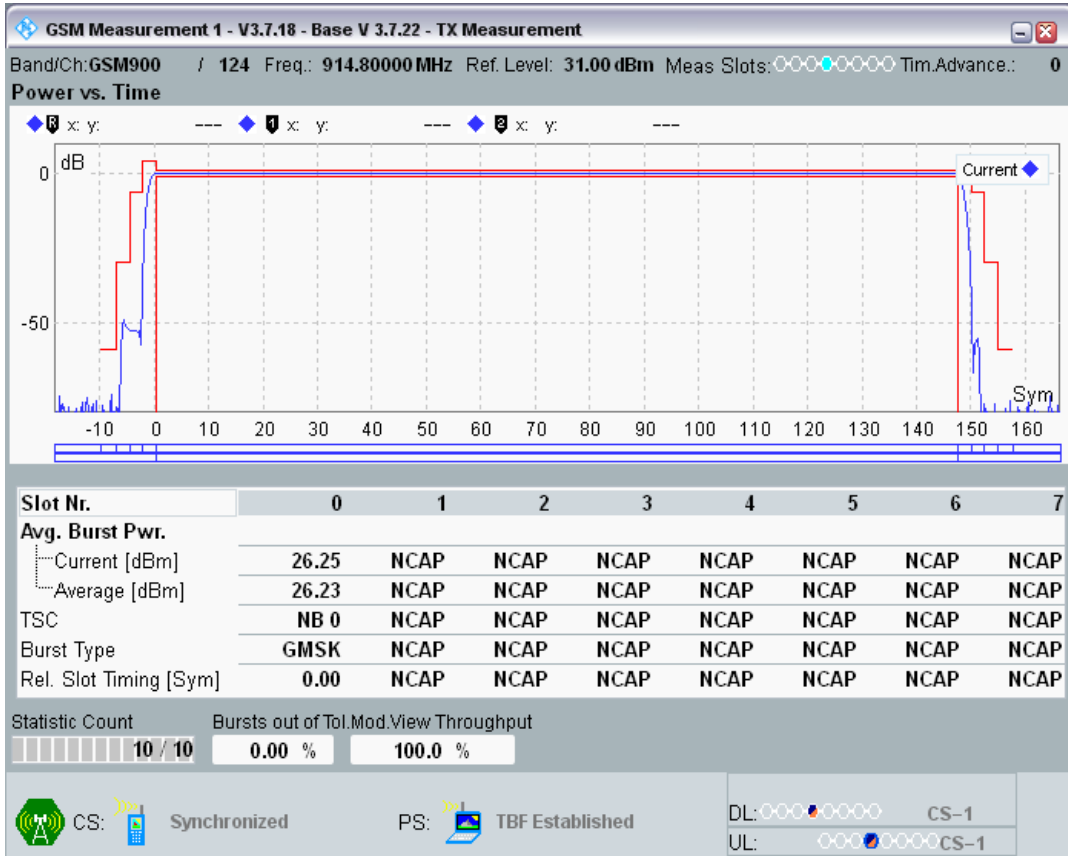 GSM Measurement 1 - V3.7.18 - Base V 3.7.22 - TX Measurement
Band/Ch:GSM900 / 124 Freq.: 914.80000 MHz Ref. Level: 31.00 dBm Meas Slots: Tim.Advance.: 0
Power vs. Time
R x: y: --- 1 x: y: --- 2 x: y: ---
dB
Current
0
-50
Sym
-10 0 10 20 30 40 50 60 70 80 90 100 110 120 130 140 150 160
Slot Nr. 0 1 2 3 4 5 6 7
Avg. Burst Pwr.
Current [dBm] 26.25 NCAP NCAP NCAP NCAP NCAP NCAP NCAP
Average [dBm] 26.23 NCAP NCAP NCAP NCAP NCAP NCAP NCAP
TSC NB 0 NCAP NCAP NCAP NCAP NCAP NCAP NCAP
Burst Type GMSK NCAP NCAP NCAP NCAP NCAP NCAP NCAP
Rel. Slot Timing [Sym] 0.00 NCAP NCAP NCAP NCAP NCAP NCAP NCAP
Statistic Count Bursts out of Tol.Mod.View Throughput
10 / 10 0.00 % 100.0 %
CS: Synchronized PS: TBF Established
DL: CS-1
UL: CS-1